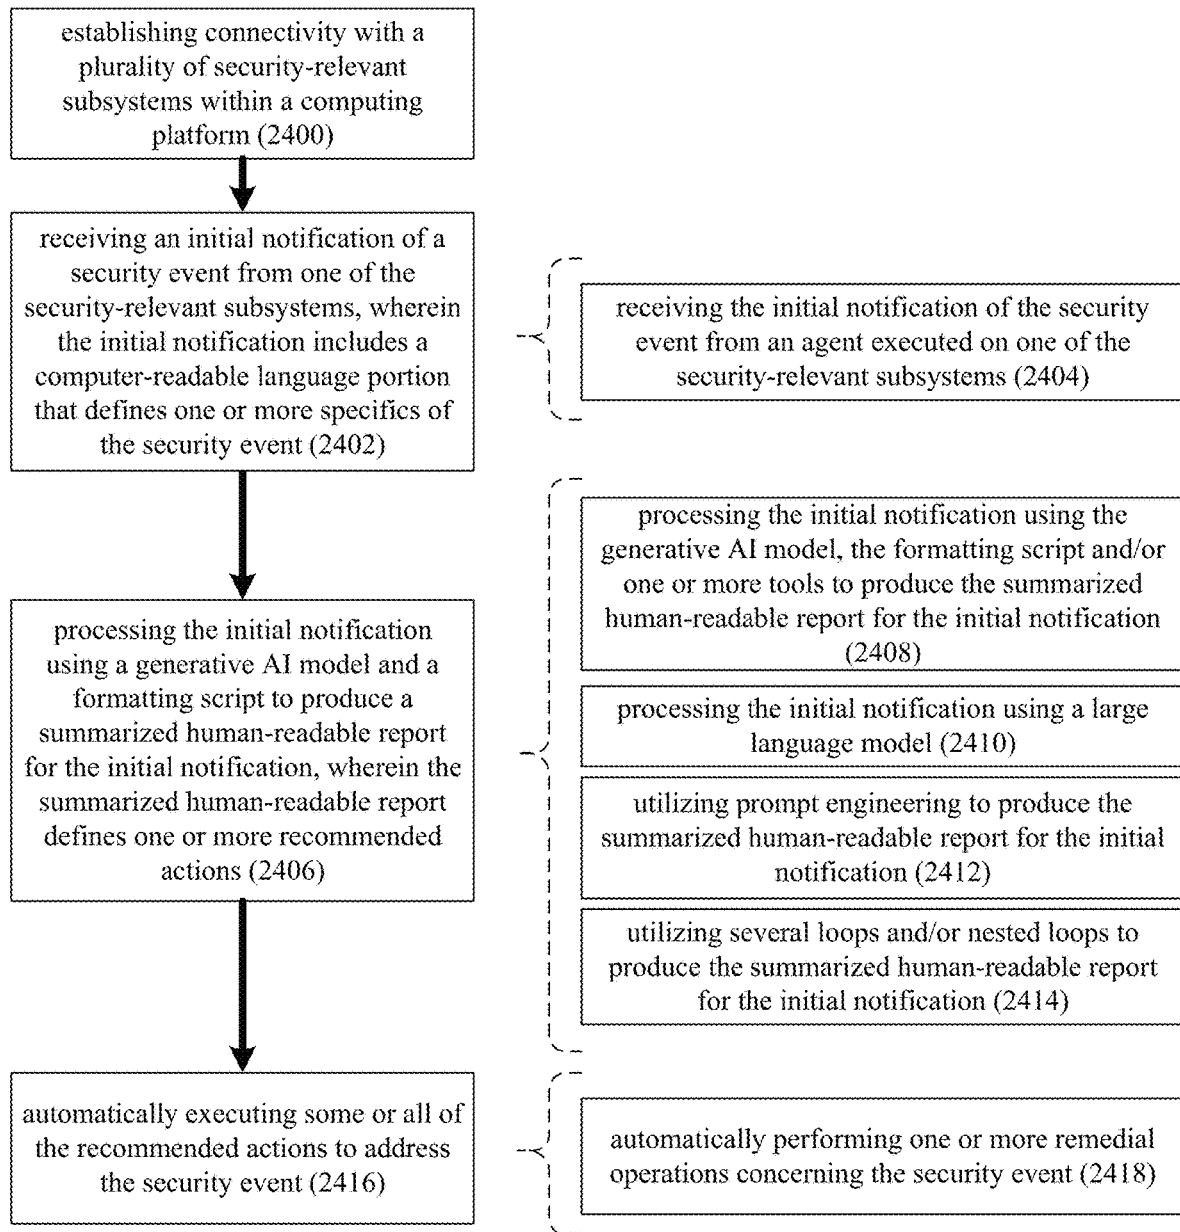 establishing connectivity with a
plurality of security-relevant
subsystems within a computing
platform (2400)
receiving an initial notification of a
security event from one of the
security-relevant subsystems, wherein
the initial notification includes a
computer-readable language portion
that defines one or more specifics of
the security event (2402)
receiving the initial notification of the security
event from an agent executed on one of the
security-relevant subsystems (2404)
processing the initial notification
using a generative AI model and a
formatting script to produce a
summarized human-readable report
for the initial notification, wherein the
summarized human-readable report
defines one or more recommended
actions (2406)
processing the initial notification using the
generative AI model, the formatting script and/or
one or more tools to produce the summarized
human-readable report for the initial notification
(2408)
processing the initial notification using a large
language model (2410)
utilizing prompt engineering to produce the
summarized human-readable report for the initial
notification (2412)
utilizing several loops and/or nested loops to
produce the summarized human-readable report
for the initial notification (2414)
automatically executing some or all of
the recommended actions to address
the security event (2416)
automatically performing one or more remedial
operations concerning the security event (2418)